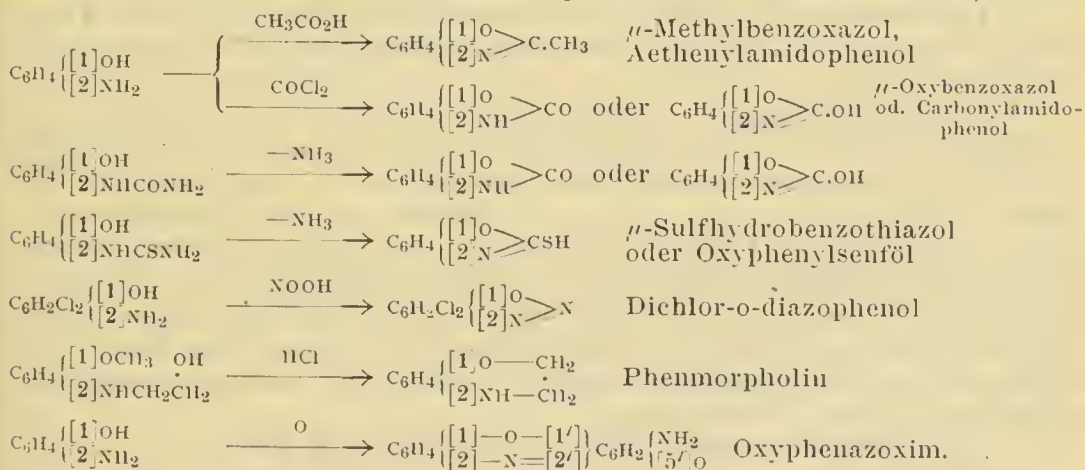 CH₃CO₂H
C₆H₄{[1]O [2]N>C.CH₃ μ-Methylbenzoxazol,
Aethenylamidophenol
C₆H₄{[1]OH [2]NH₂
COCl₂
C₆H₄{[1]O [2]NH>CO oder C₆H₄{[1]O [2]N>C.OH μ-Oxybenzoxazol
od. Carbonylamido-
phenol
—NH₃
C₆H₄{[1]OH [2]NHCONH₂ → C₆H₄{[1]O [2]NH>CO oder C₆H₄{[1]O [2]N>C.OH
—NH₃
C₆H₄{[1]OH [2]NHCSNH₂ → C₆H₄{[1]O [2]N>CSH μ-Sulfhydrobenzothiazol
oder Oxyphenylsenföl
NOOH
C₆H₂Cl₂{[1]OH [2]NH₂ → C₆H₂Cl₂{[1]O [2]N>N Dichlor-o-diazophenol
HCl
C₆H₄{[1]OCH₃ OH [2]NHCH₂CH₂ → C₆H₄{[1]O—CH₂ [2]NH—CH₂ Phenmorpholin
O
C₆H₄{[1]OH [2]NH₂ → C₆H₄{[1]—O—[1′] [2]—N=[2′]}C₆H₂{NH₂ [5′]O Oxyphenazoxim.